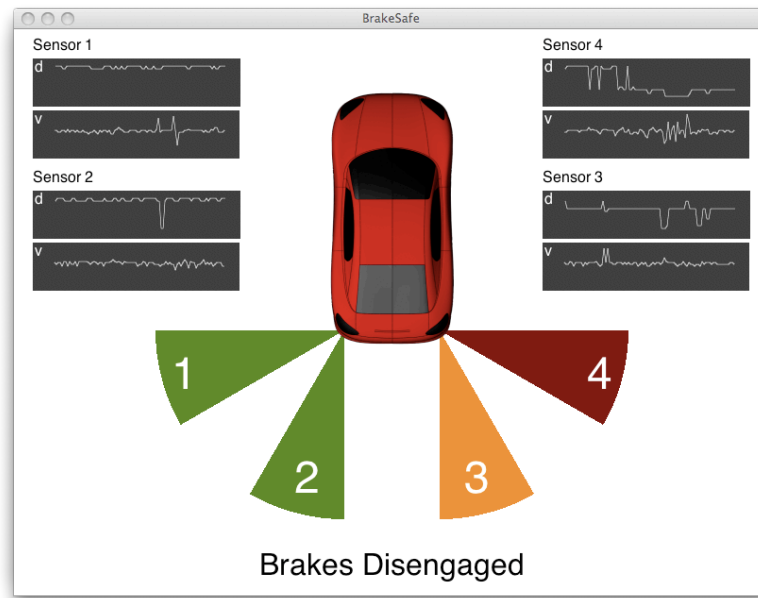 BrakeSafe
Sensor 1
d
v
Sensor 2
d
v
Sensor 4
d
v
Sensor 3
d
v
1
2
3
4
Brakes Disengaged